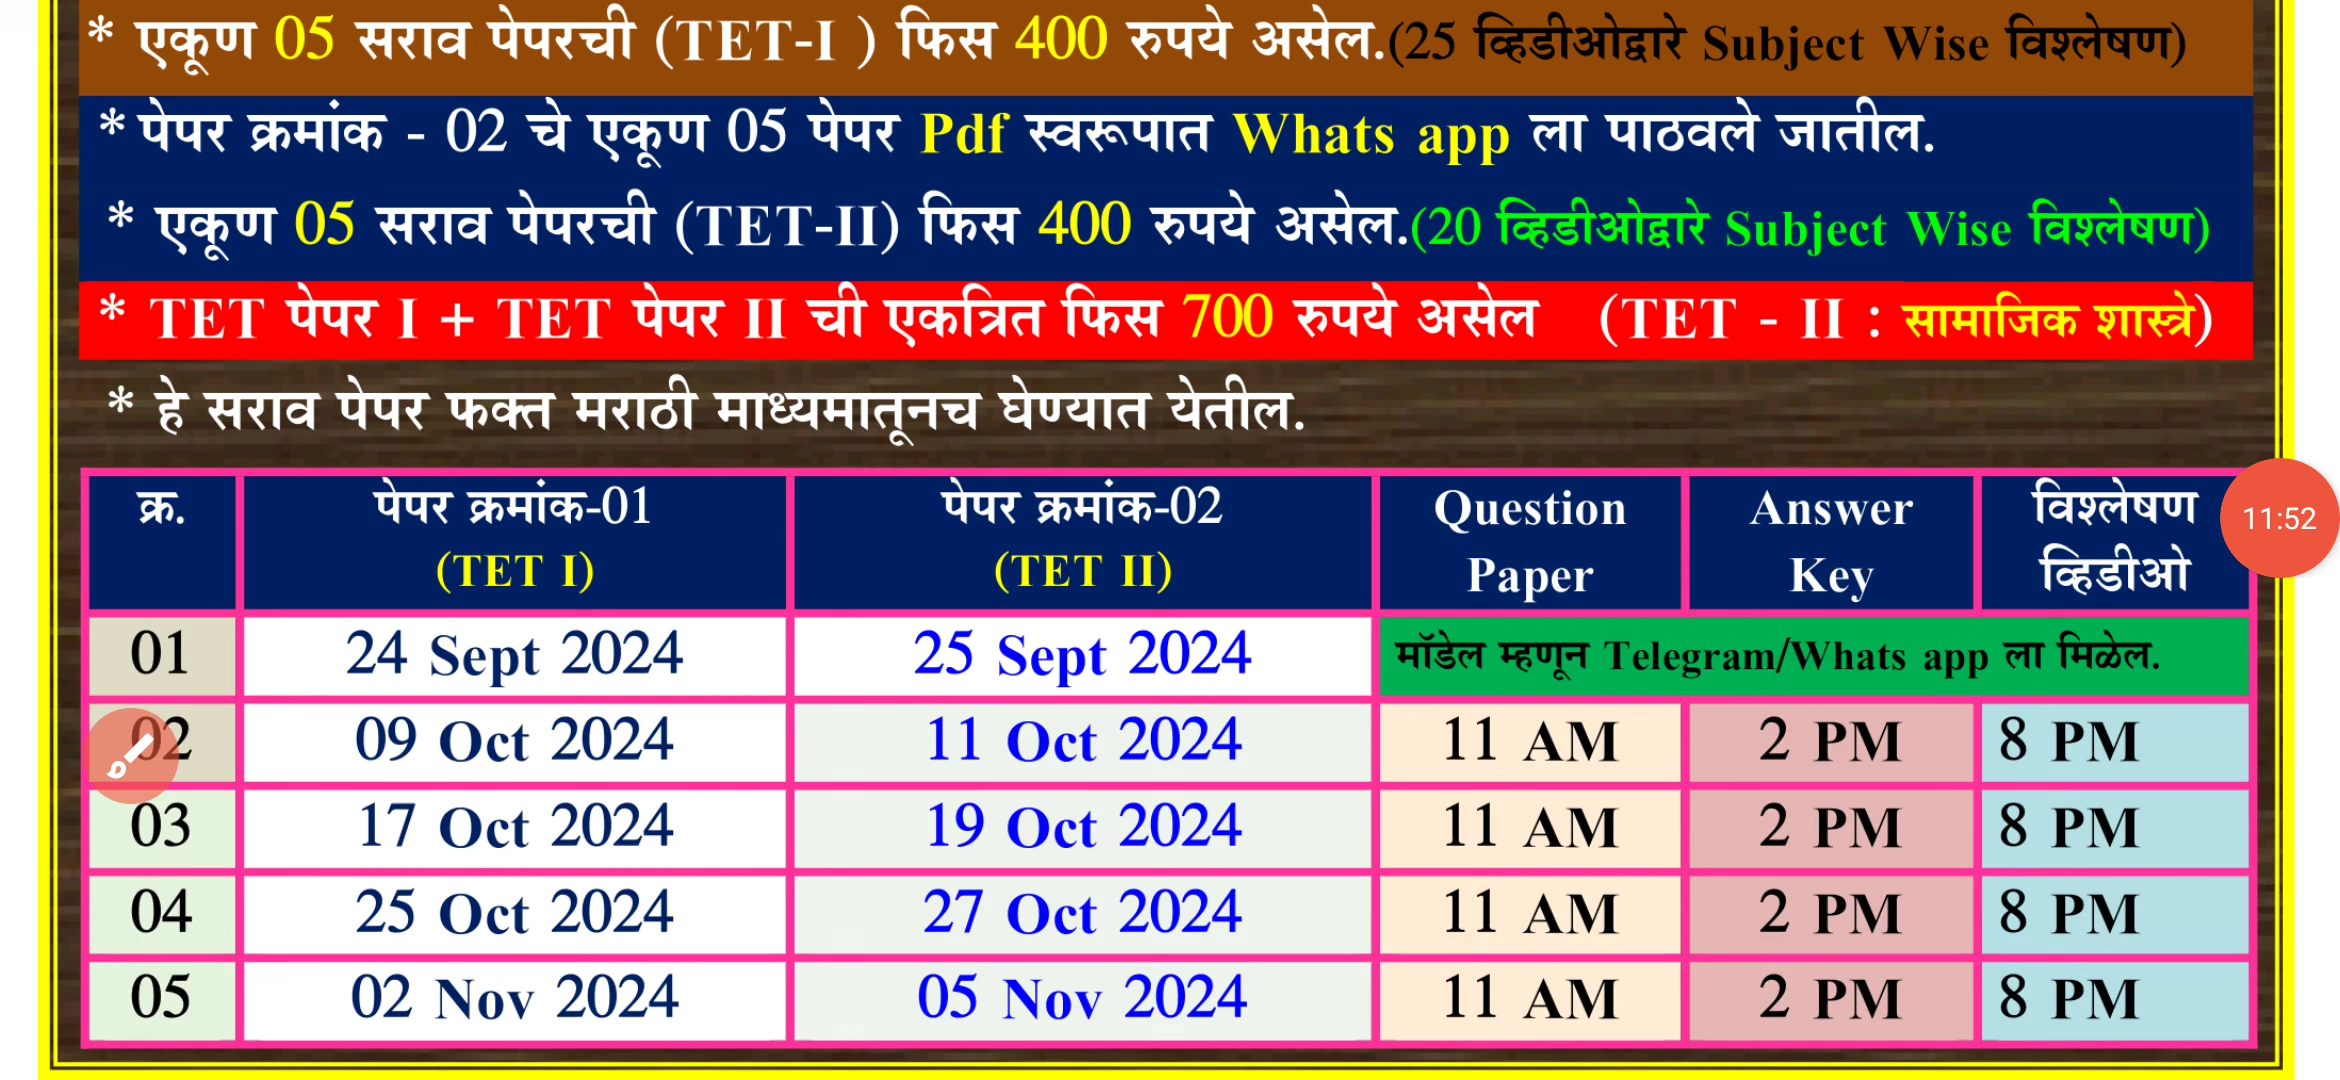 * एकूण 05 सराव पेपरची (TET-I ) फिस 400 रुपये असेल.(25 व्हिडीओद्वारे Subject Wise विश्लेषण)
* पेपर क्रमांक - 02 चे एकूण 05 पेपर Pdf स्वरूपात Whats app ला पाठवले जातील.
* एकूण 05 सराव पेपरची (TET-II) फिस 400 रुपये असेल.(20 व्हिडीओद्वारे Subject Wise विश्लेषण)
* TET पेपर I + TET पेपर II ची एकत्रित फिस 700 रुपये असेल (TET - II : सामाजिक शास्त्रे)
* हे सराव पेपर फक्त मराठी माध्यमातूनच घेण्यात येतील.
क्र. पेपर क्रमांक-01 (TET I) पेपर क्रमांक-02 (TET II) Question Paper Answer Key विश्लेषण व्हिडीओ
11:52
01 24 Sept 2024 25 Sept 2024 मॉडेल म्हणून Telegram/Whats app ला मिळेल.
02 09 Oct 2024 11 Oct 2024 11 AM 2 PM 8 PM
03 17 Oct 2024 19 Oct 2024 11 AM 2 PM 8 PM
04 25 Oct 2024 27 Oct 2024 11 AM 2 PM 8 PM
05 02 Nov 2024 05 Nov 2024 11 AM 2 PM 8 PM